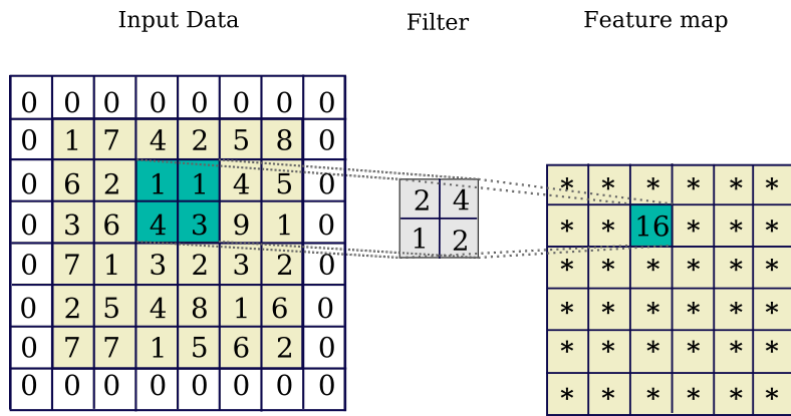 Input Data Filter Feature map
0 0 0 0 0 0 0 0
0 1 7 4 2 5 8 0
0 6 2 1 1 4 5 0
0 3 6 4 3 9 1 0
0 7 1 3 2 3 2 0
0 2 5 4 8 1 6 0
0 7 7 1 5 6 2 0
0 0 0 0 0 0 0 0
2 4
1 2
* * * * * *
* * 16 * * *
* * * * * *
* * * * * *
* * * * * *
* * * * * *